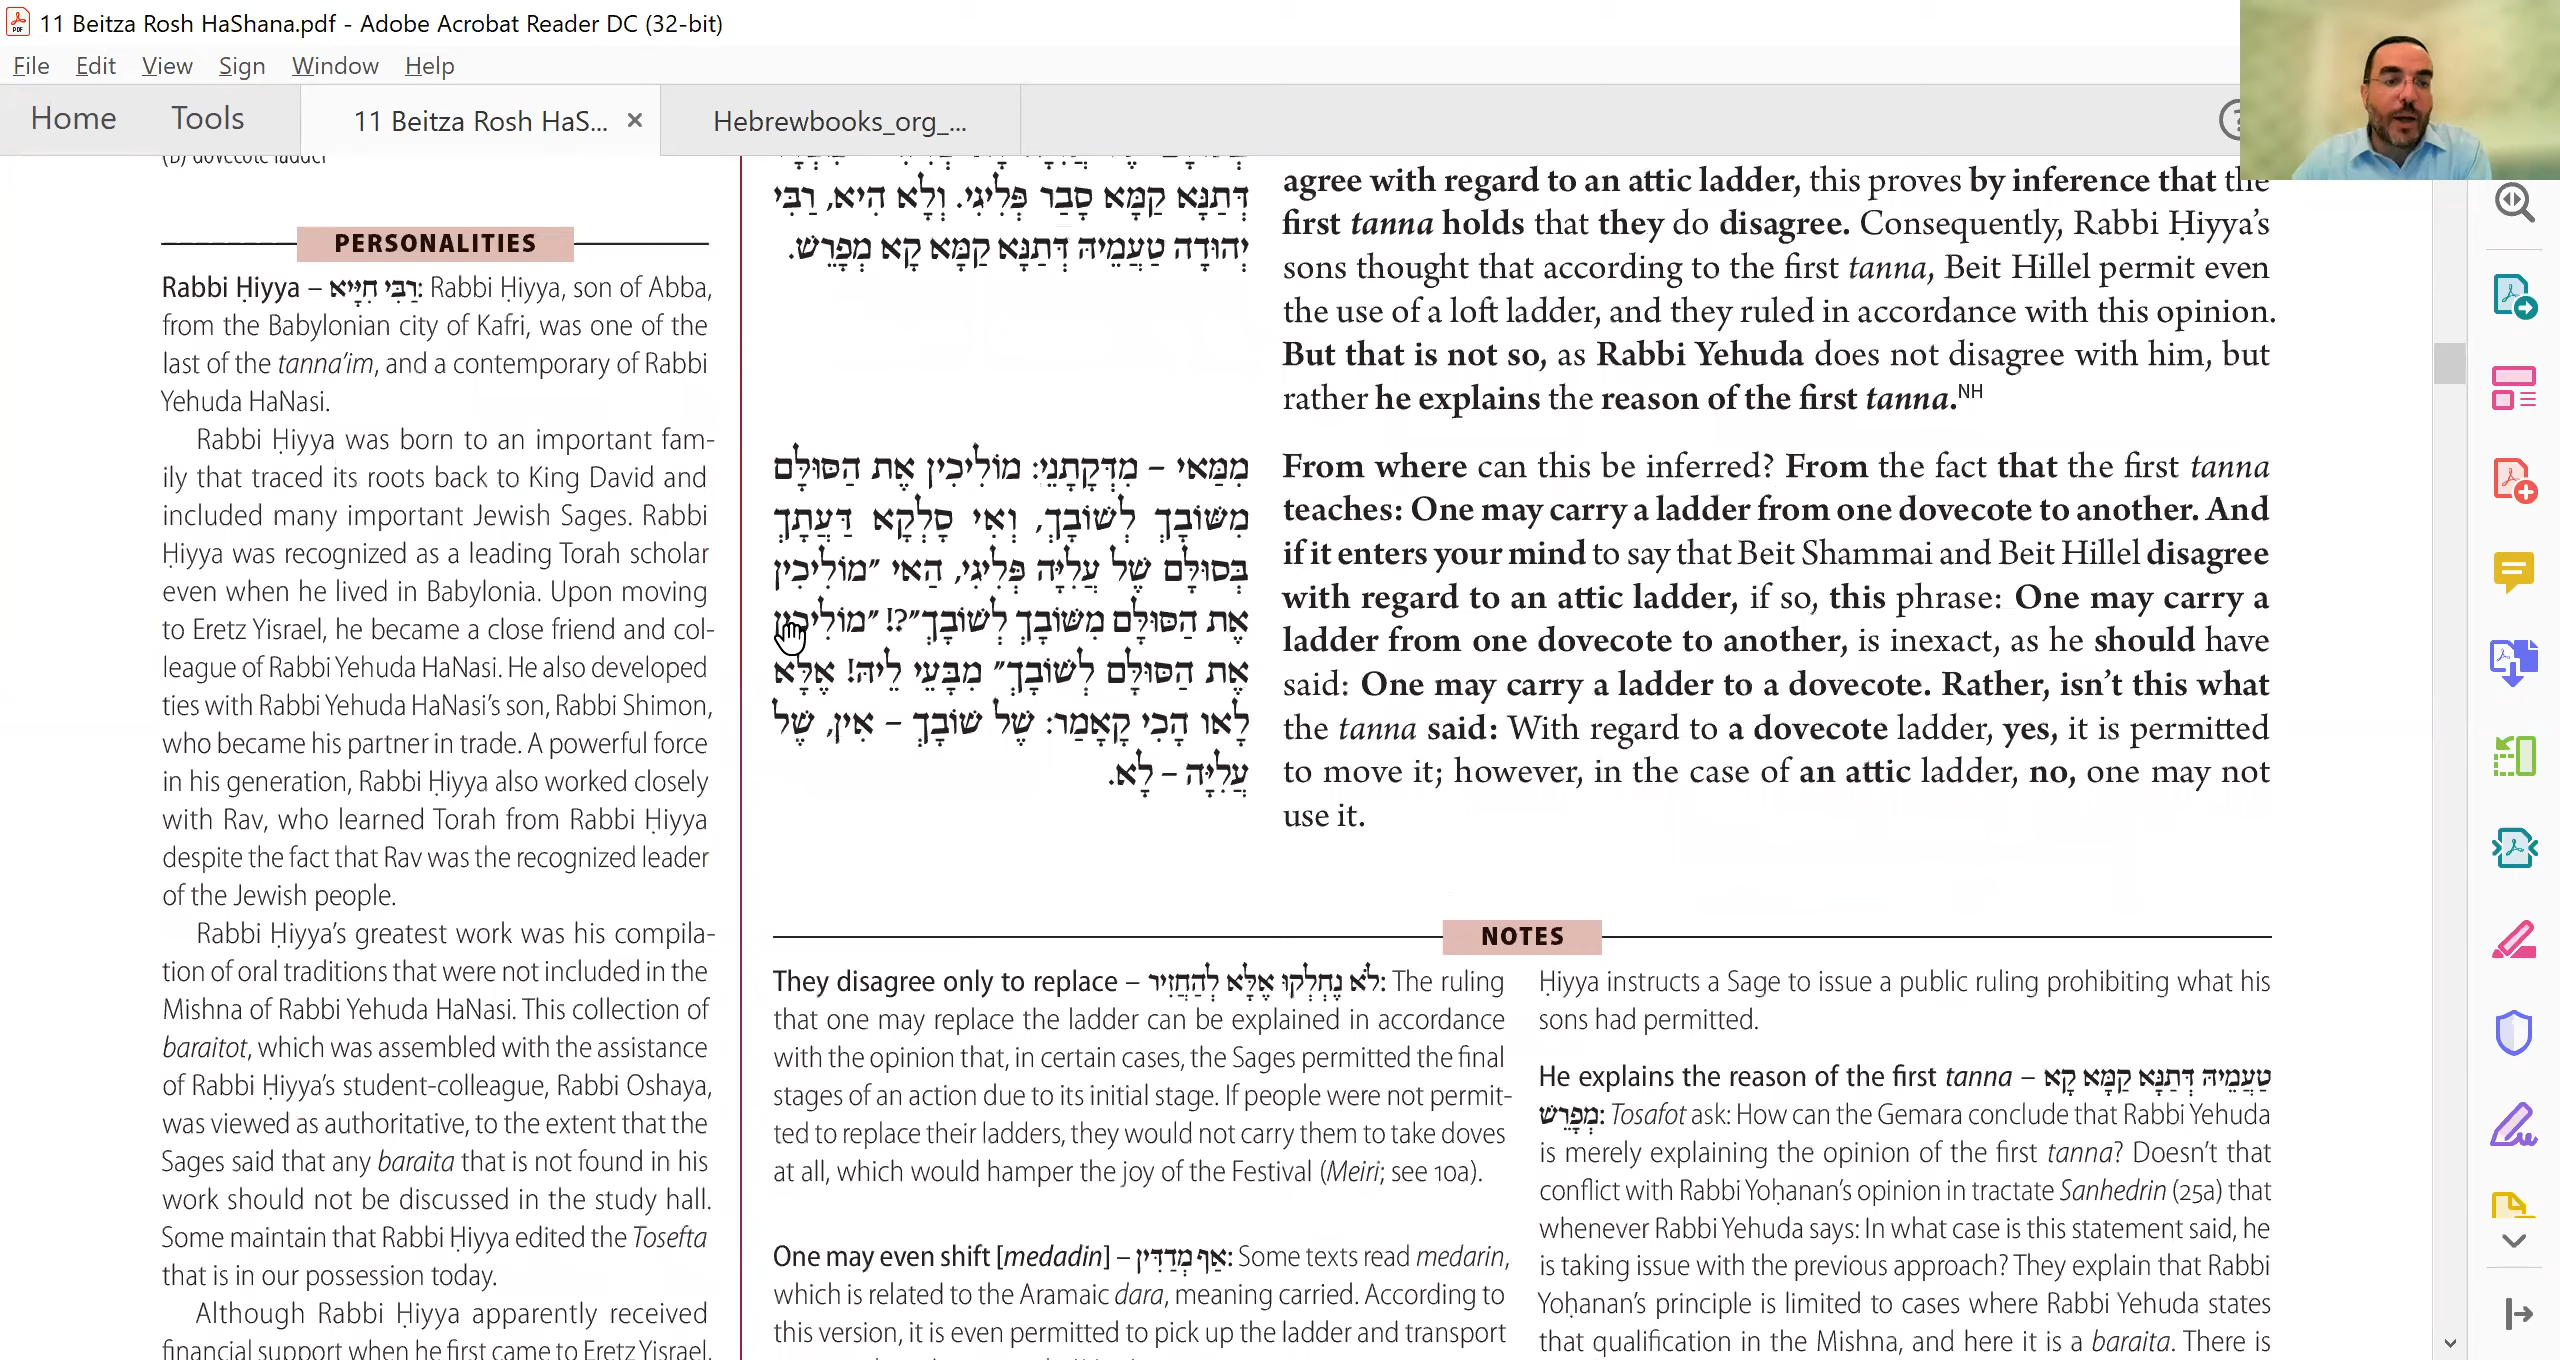 11 Beitza Rosh HaShana.pdf - Adobe Acrobat Reader DC (32-bit)
File Edit View Sign Window Help
Home Tools 11 Beitza Rosh HaS... × Hebrewbooks_org_...
(b) dovecote ladder
PERSONALITIES
Rabbi Ḥiyya – רַבִּי חִיָּיא: Rabbi Ḥiyya, son of Abba,
from the Babylonian city of Kafri, was one of the
last of the tanna'im, and a contemporary of Rabbi
Yehuda HaNasi.
Rabbi Ḥiyya was born to an important fam-
ily that traced its roots back to King David and
included many important Jewish Sages. Rabbi
Ḥiyya was recognized as a leading Torah scholar
even when he lived in Babylonia. Upon moving
to Eretz Yisrael, he became a close friend and col-
league of Rabbi Yehuda HaNasi. He also developed
ties with Rabbi Yehuda HaNasi's son, Rabbi Shimon,
who became his partner in trade. A powerful force
in his generation, Rabbi Ḥiyya also worked closely
with Rav, who learned Torah from Rabbi Ḥiyya
despite the fact that Rav was the recognized leader
of the Jewish people.
Rabbi Ḥiyya's greatest work was his compila-
tion of oral traditions that were not included in the
Mishna of Rabbi Yehuda HaNasi. This collection of
baraitot, which was assembled with the assistance
of Rabbi Ḥiyya's student-colleague, Rabbi Oshaya,
was viewed as authoritative, to the extent that the
Sages said that any baraita that is not found in his
work should not be discussed in the study hall.
Some maintain that Rabbi Ḥiyya edited the Tosefta
that is in our possession today.
Although Rabbi Ḥiyya apparently received
financial support when he first came to Eretz Yisrael,
דְּתַנָּא קַמָּא סָבַר פְּלִיגִי. וְלָא הִיא, רַבִּי
יְהוּדָה טַעֲמֵיהּ דְּתַנָּא קַמָּא קָא מְפָרֵשׁ.
מִמַּאי – מִדְּקָתָנֵי: מוֹלִיכִין אֶת הַסּוּלָּם
מִשּׁוֹבָךְ לְשׁוֹבָךְ, וְאִי סָלְקָא דַּעֲתָךְ
בְּסוּלָּם שֶׁל עֲלִיָּה פְּלִיגִי, הַאי ״מוֹלִיכִין
אֶת הַסּוּלָּם מִשּׁוֹבָךְ לְשׁוֹבָךְ״?! ״מוֹלִיכִין
אֶת הַסּוּלָּם לְשׁוֹבָךְ״ מִבָּעֵי לֵיהּ! אֶלָּא
לָאו הָכִי קָאָמַר: שֶׁל שׁוֹבָךְ – אִין, שֶׁל
עֲלִיָּה – לָא.
agree with regard to an attic ladder, this proves by inference that the
first tanna holds that they do disagree. Consequently, Rabbi Ḥiyya's
sons thought that according to the first tanna, Beit Hillel permit even
the use of a loft ladder, and they ruled in accordance with this opinion.
But that is not so, as Rabbi Yehuda does not disagree with him, but
rather he explains the reason of the first tanna.NH
From where can this be inferred? From the fact that the first tanna
teaches: One may carry a ladder from one dovecote to another. And
if it enters your mind to say that Beit Shammai and Beit Hillel disagree
with regard to an attic ladder, if so, this phrase: One may carry a
ladder from one dovecote to another, is inexact, as he should have
said: One may carry a ladder to a dovecote. Rather, isn't this what
the tanna said: With regard to a dovecote ladder, yes, it is permitted
to move it; however, in the case of an attic ladder, no, one may not
use it.
NOTES
They disagree only to replace – לֹא נֶחְלְקוּ אֶלָּא לְהַחֲזִיר: The ruling
that one may replace the ladder can be explained in accordance
with the opinion that, in certain cases, the Sages permitted the final
stages of an action due to its initial stage. If people were not permit-
ted to replace their ladders, they would not carry them to take doves
at all, which would hamper the joy of the Festival (Meiri; see 10a).
One may even shift [medadin] – אַף מְדַדִּין: Some texts read medarin,
which is related to the Aramaic dara, meaning carried. According to
this version, it is even permitted to pick up the ladder and transport
Ḥiyya instructs a Sage to issue a public ruling prohibiting what his
sons had permitted.
He explains the reason of the first tanna – טַעֲמֵיהּ דְּתַנָּא קַמָּא קָא
מְפָרֵשׁ: Tosafot ask: How can the Gemara conclude that Rabbi Yehuda
is merely explaining the opinion of the first tanna? Doesn't that
conflict with Rabbi Yoḥanan's opinion in tractate Sanhedrin (25a) that
whenever Rabbi Yehuda says: In what case is this statement said, he
is taking issue with the previous approach? They explain that Rabbi
Yoḥanan's principle is limited to cases where Rabbi Yehuda states
that qualification in the Mishna, and here it is a baraita. There is